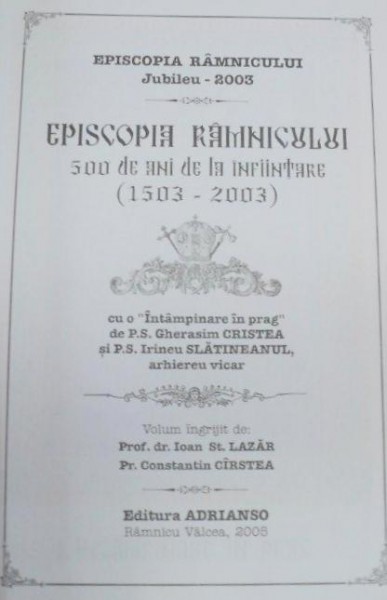 EPISCOPIA RÂMNICULUI
Jubileu - 2003
EPISCOPIA RÂMNICULUI
500 de ani de la înfiinţare
(1503 - 2003)
cu o "Întâmpinare în prag"
de P.S. Gherasim CRISTEA
şi P.S. Irineu SLĂTINEANUL,
arhiereu vicar
Volum îngrijit de:
Prof. dr. Ioan St. LAZĂR
Pr. Constantin CÎRSTEA
Editura ADRIANSO
Râmnicu Vâlcea, 2005